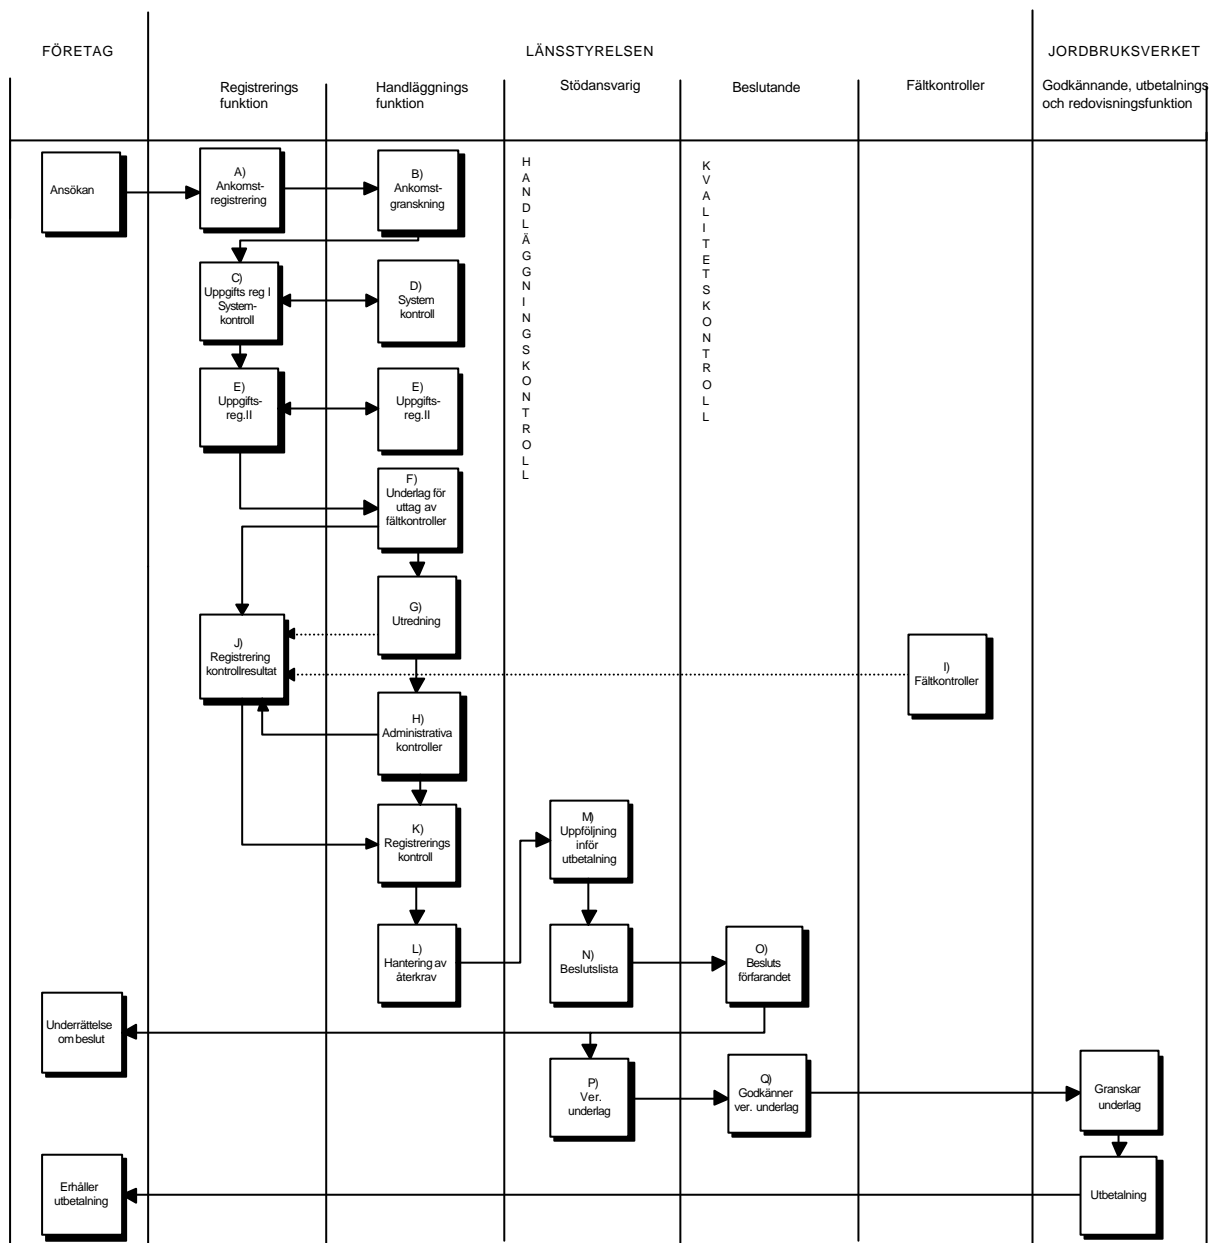 FÖRETAG
LÄNSSTYRELSEN
JORDBRUKSVERKET
Registrerings
funktion
Handläggnings
funktion
Stödansvarig
Beslutande
Fältkontroller
Godkännande, utbetalnings
och redovisningsfunktion
Ansökan
A)
Ankomst-
registrering
B)
Ankomst-
granskning
HANDLÄGGNINGSKONTROLL
KVALITETSKONTROLL
C)
Uppgifts reg I
System-
kontroll
D)
System
kontroll
E)
Uppgifts-
reg.II
E)
Uppgifts-
reg.II
F)
Underlag för
uttag av
fältkontroller
G)
Utredning
J)
Registrering
kontrollresultat
I)
Fältkontroller
H)
Administrativa
kontroller
K)
Registrerings
kontroll
M)
Uppföljning
inför
utbetalning
L)
Hantering av
återkrav
N)
Beslutslista
O)
Besluts
förfarandet
Underrättelse
om beslut
P)
Ver.
underlag
Q)
Godkänner
ver. underlag
Granskar
underlag
Erhåller
utbetalning
Utbetalning